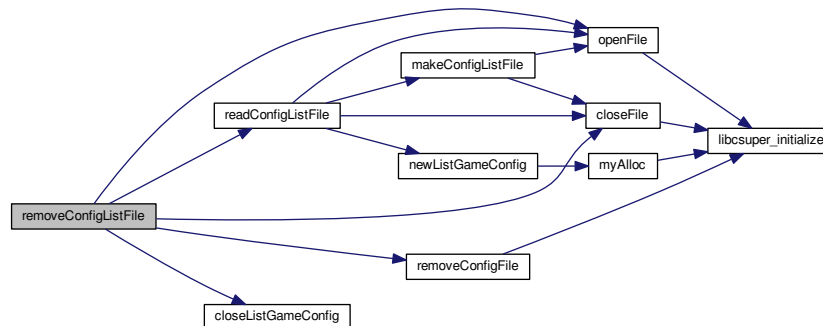 openFile
makeConfigListFile
readConfigListFile
closeFile
libcsuper_initialize
newListGameConfig
myAlloc
removeConfigListFile
removeConfigFile
closeListGameConfig